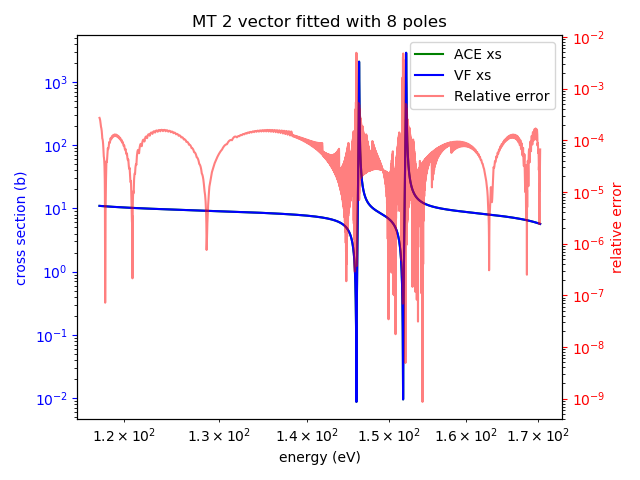 MT 2 vector fitted with 8 poles
ACE xs
VF xs
Relative error
cross section (b)
10³
10²
10¹
10⁰
10⁻¹
10⁻²
relative error
10⁻²
10⁻³
10⁻⁴
10⁻⁵
10⁻⁶
10⁻⁷
10⁻⁸
10⁻⁹
1.2 × 10² 1.3 × 10² 1.4 × 10² 1.5 × 10² 1.6 × 10² 1.7 × 10²
energy (eV)